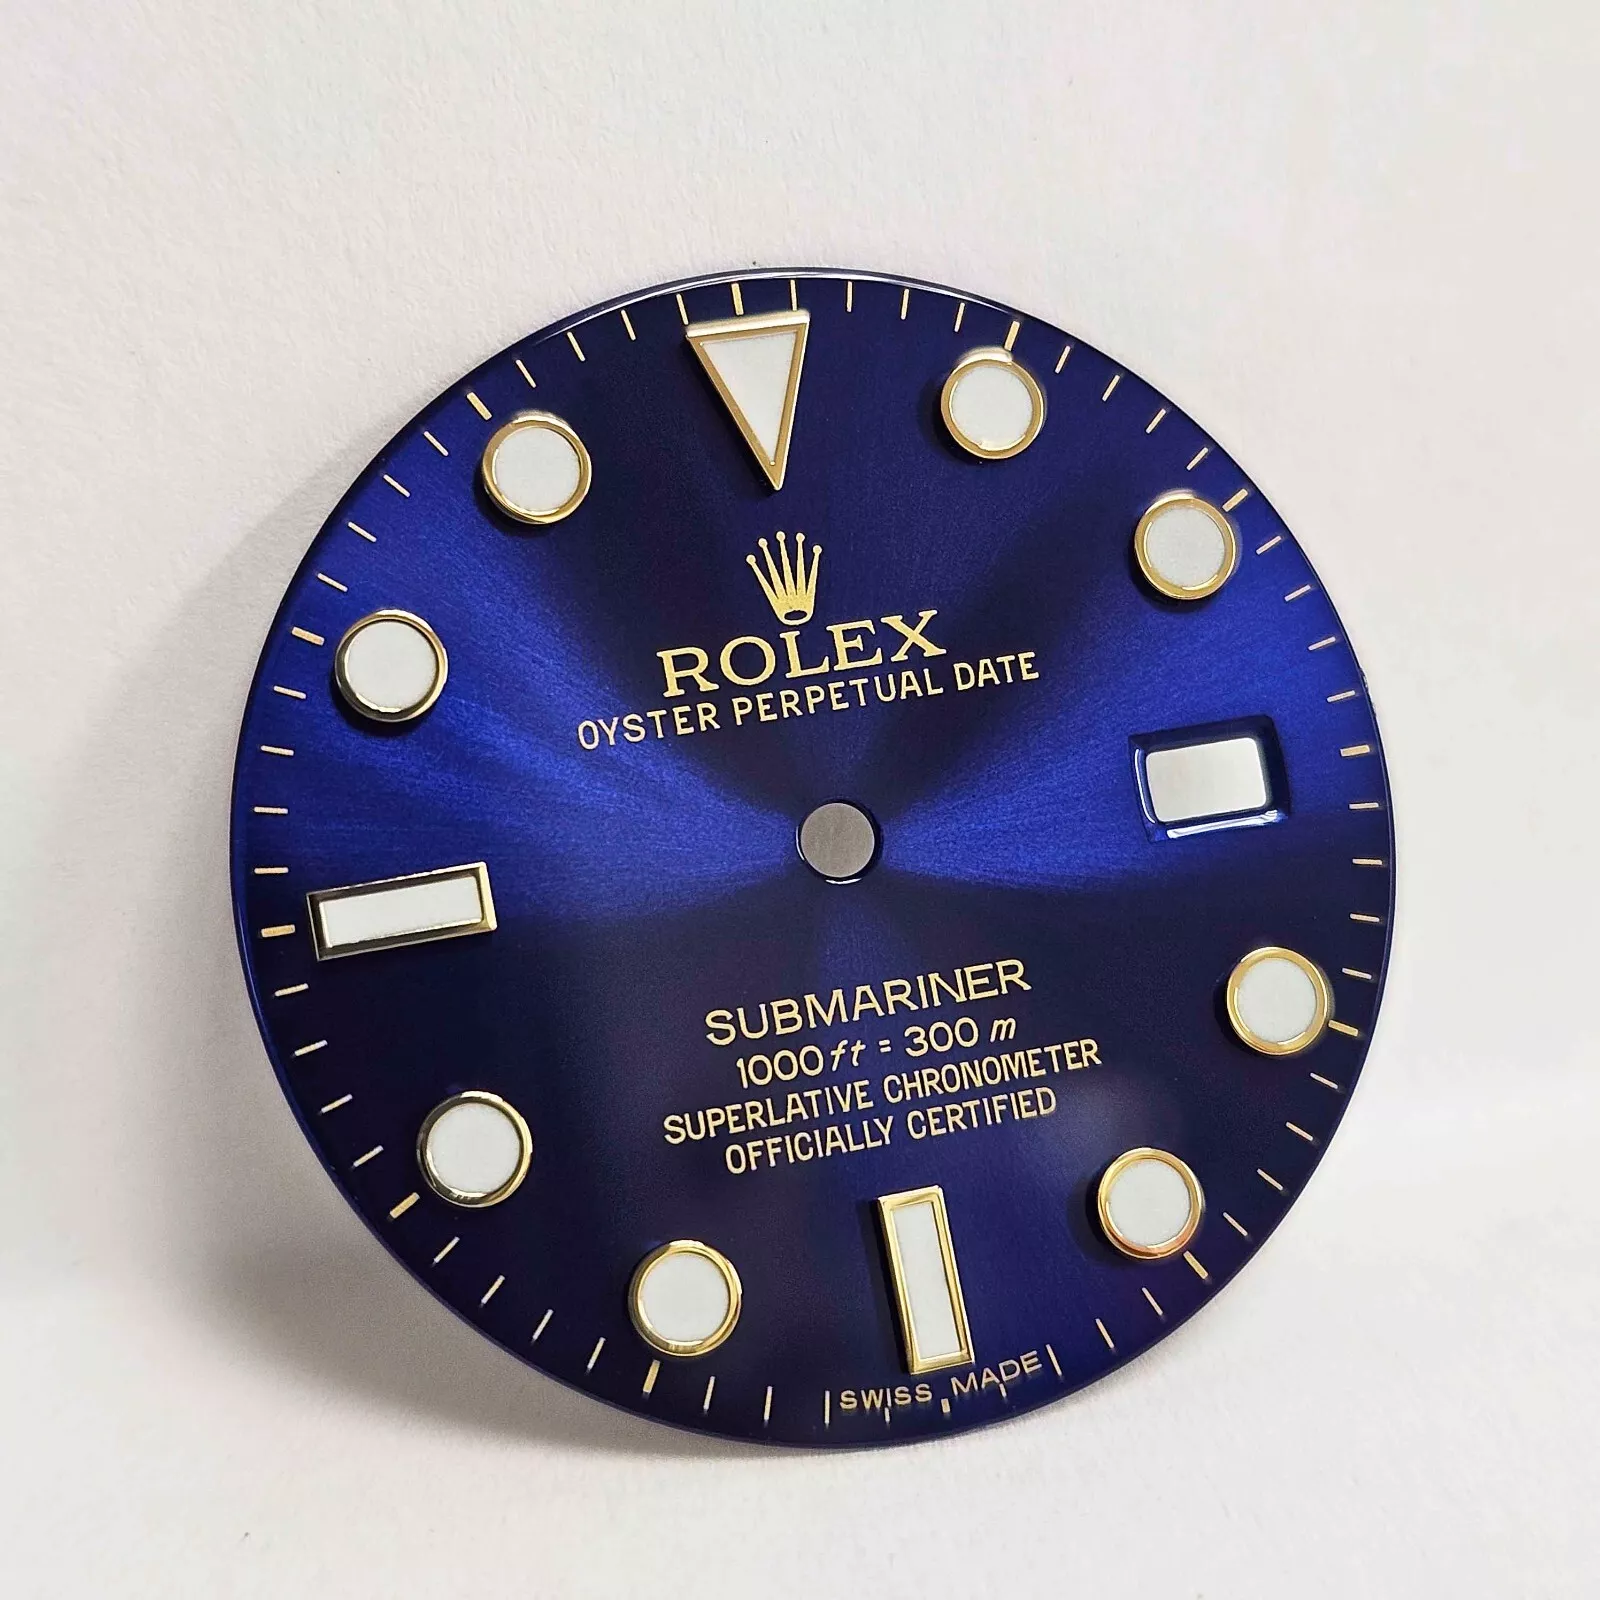 ROLEX
OYSTER PERPETUAL DATE
SUBMARINER
1000ft = 300m
SUPERLATIVE CHRONOMETER
OFFICIALLY CERTIFIED
SWISS MADE